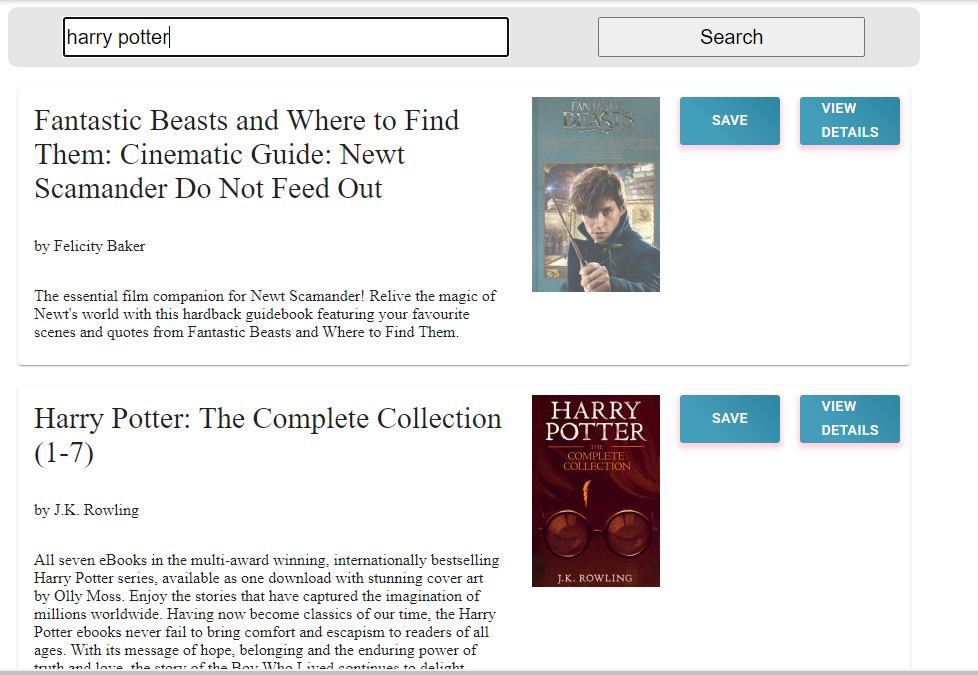 harry potter
Search
Fantastic Beasts and Where to Find
Them: Cinematic Guide: Newt
Scamander Do Not Feed Out
by Felicity Baker
The essential film companion for Newt Scamander! Relive the magic of
Newt's world with this hardback guidebook featuring your favourite
scenes and quotes from Fantastic Beasts and Where to Find Them.
FANTASTIC
BEASTS
NEWT SCAMANDER
SAVE
VIEW
DETAILS
Harry Potter: The Complete Collection
(1-7)
by J.K. Rowling
All seven eBooks in the multi-award winning, internationally bestselling
Harry Potter series, available as one download with stunning cover art
by Olly Moss. Enjoy the stories that have captured the imagination of
millions worldwide. Having now become classics of our time, the Harry
Potter ebooks never fail to bring comfort and escapism to readers of all
ages. With its message of hope, belonging and the enduring power of
truth and love, the story of the Boy Who Lived continues to delight
HARRY
POTTER
THE
COMPLETE
COLLECTION
J.K. ROWLING
SAVE
VIEW
DETAILS